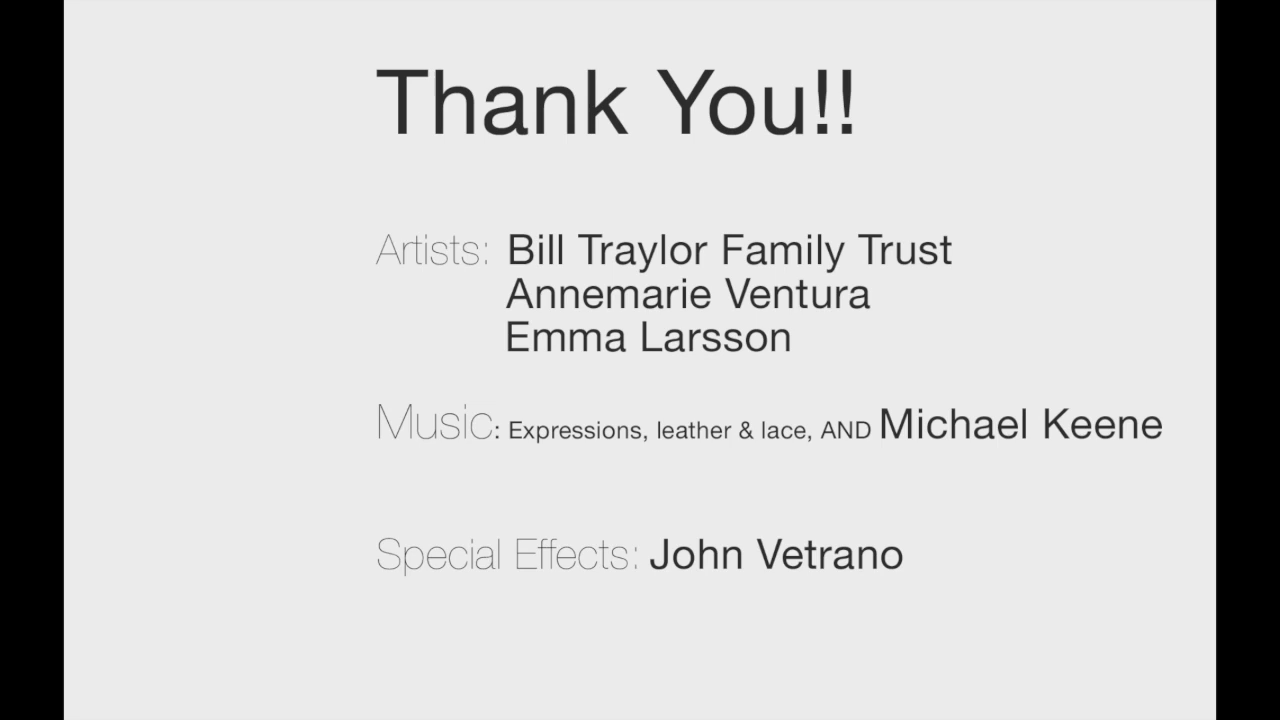 Thank You!!
Artists: Bill Traylor Family Trust
Annemarie Ventura
Emma Larsson
Music: Expressions, leather & lace, AND Michael Keene
Special Effects: John Vetrano